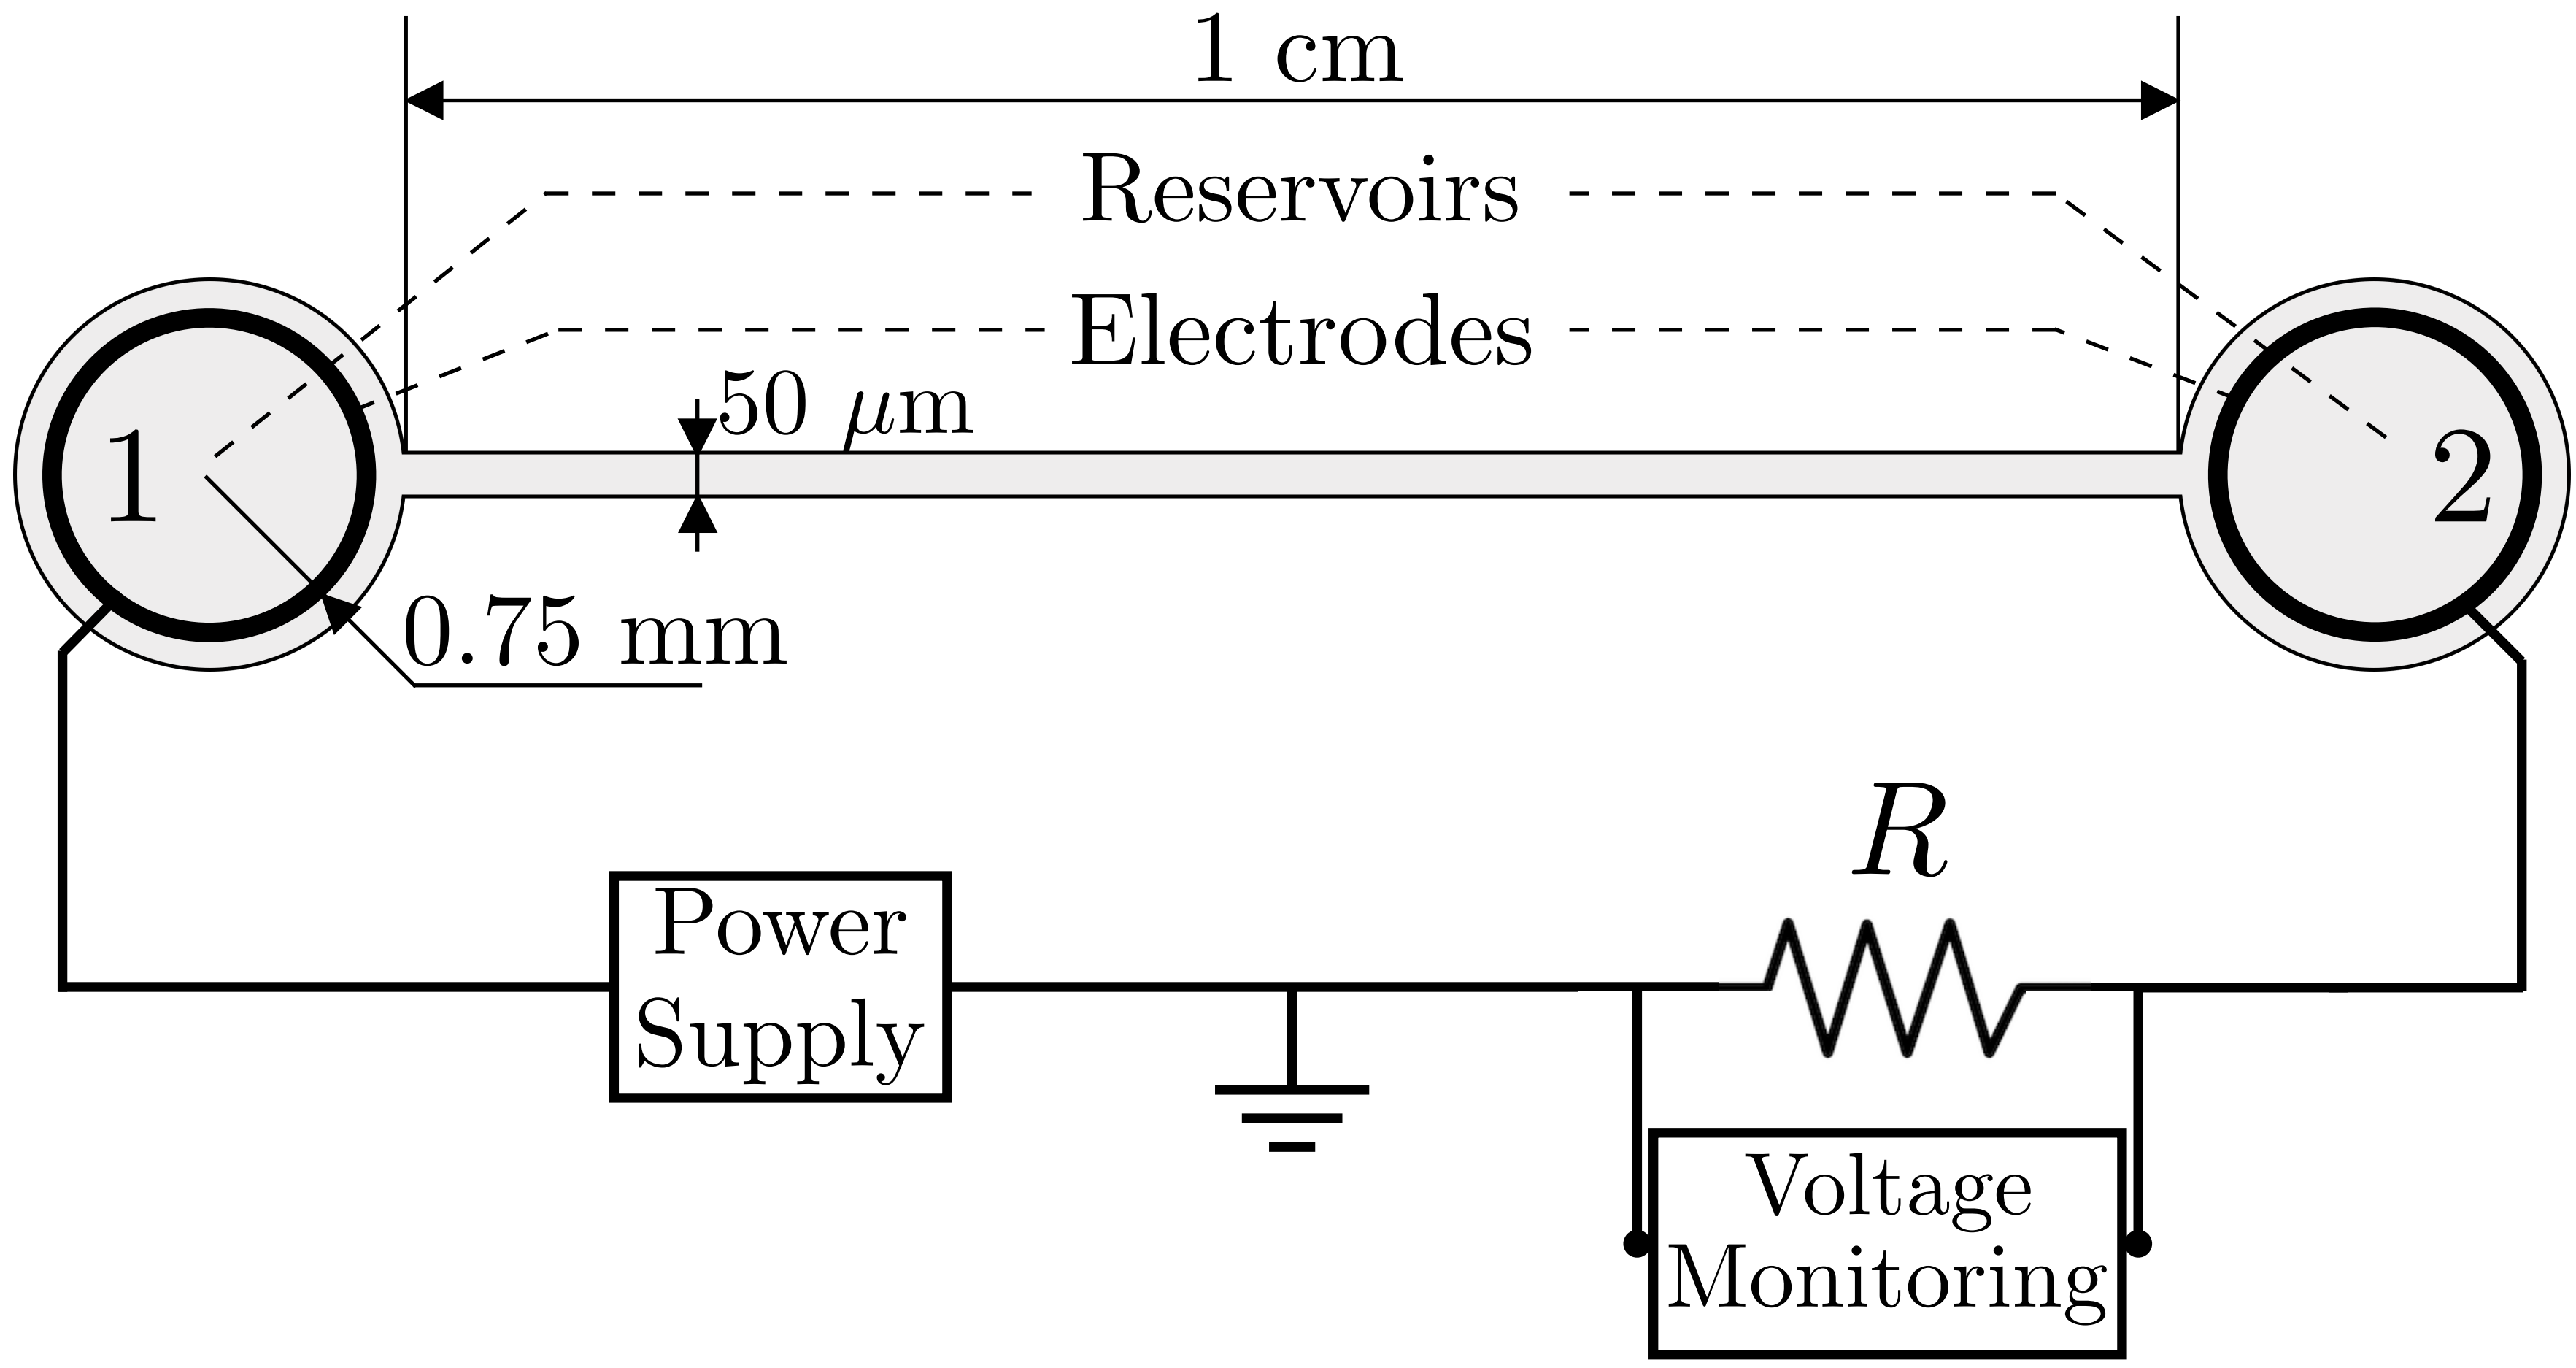 1 cm
Reservoirs
Electrodes
50 μm
1
2
0.75 mm
R
Power
Supply
Voltage
Monitoring